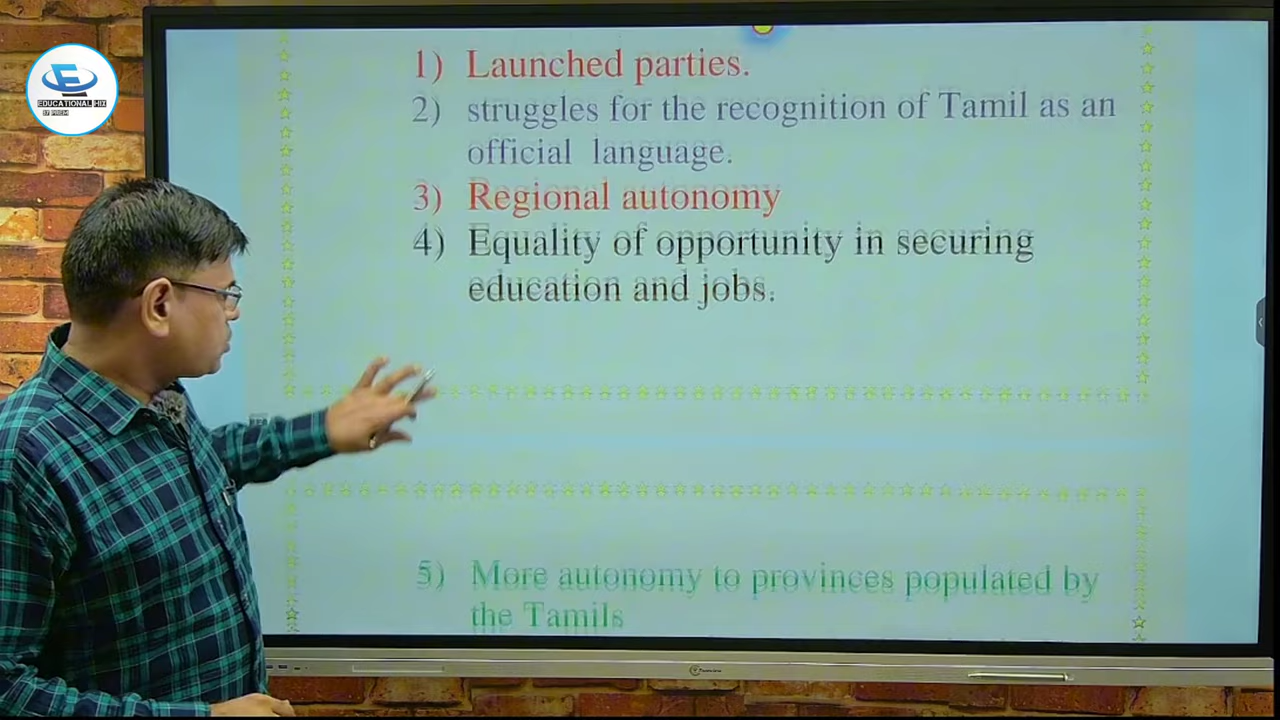 EDUCATIONAL HIZ
1) Launched parties.
2) struggles for the recognition of Tamil as an
official language.
3) Regional autonomy
4) Equality of opportunity in securing
education and jobs.
5) More autonomy to provinces populated by
the Tamils